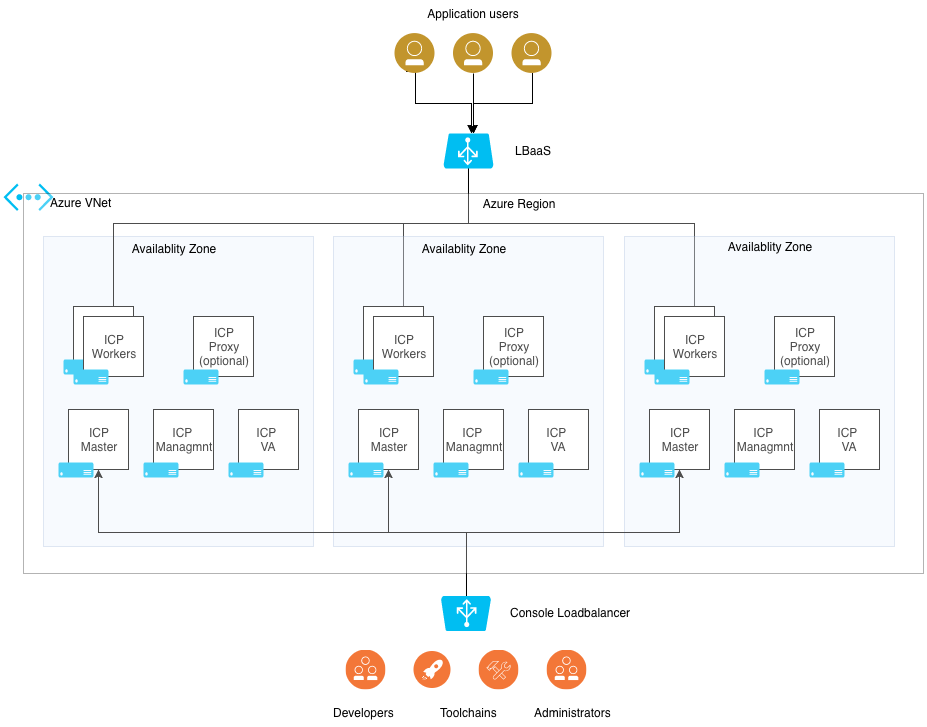 Application users
LBaaS
Azure VNet
Azure Region
Availablity Zone
Availablity Zone
Availablity Zone
ICP
Workers
ICP
Proxy
(optional)
ICP
Workers
ICP
Proxy
(optional)
ICP
Workers
ICP
Proxy
(optional)
ICP
Master
ICP
Managmnt
ICP
VA
ICP
Master
ICP
Managmnt
ICP
VA
ICP
Master
ICP
Managmnt
ICP
VA
Console Loadbalancer
Developers
Toolchains
Administrators